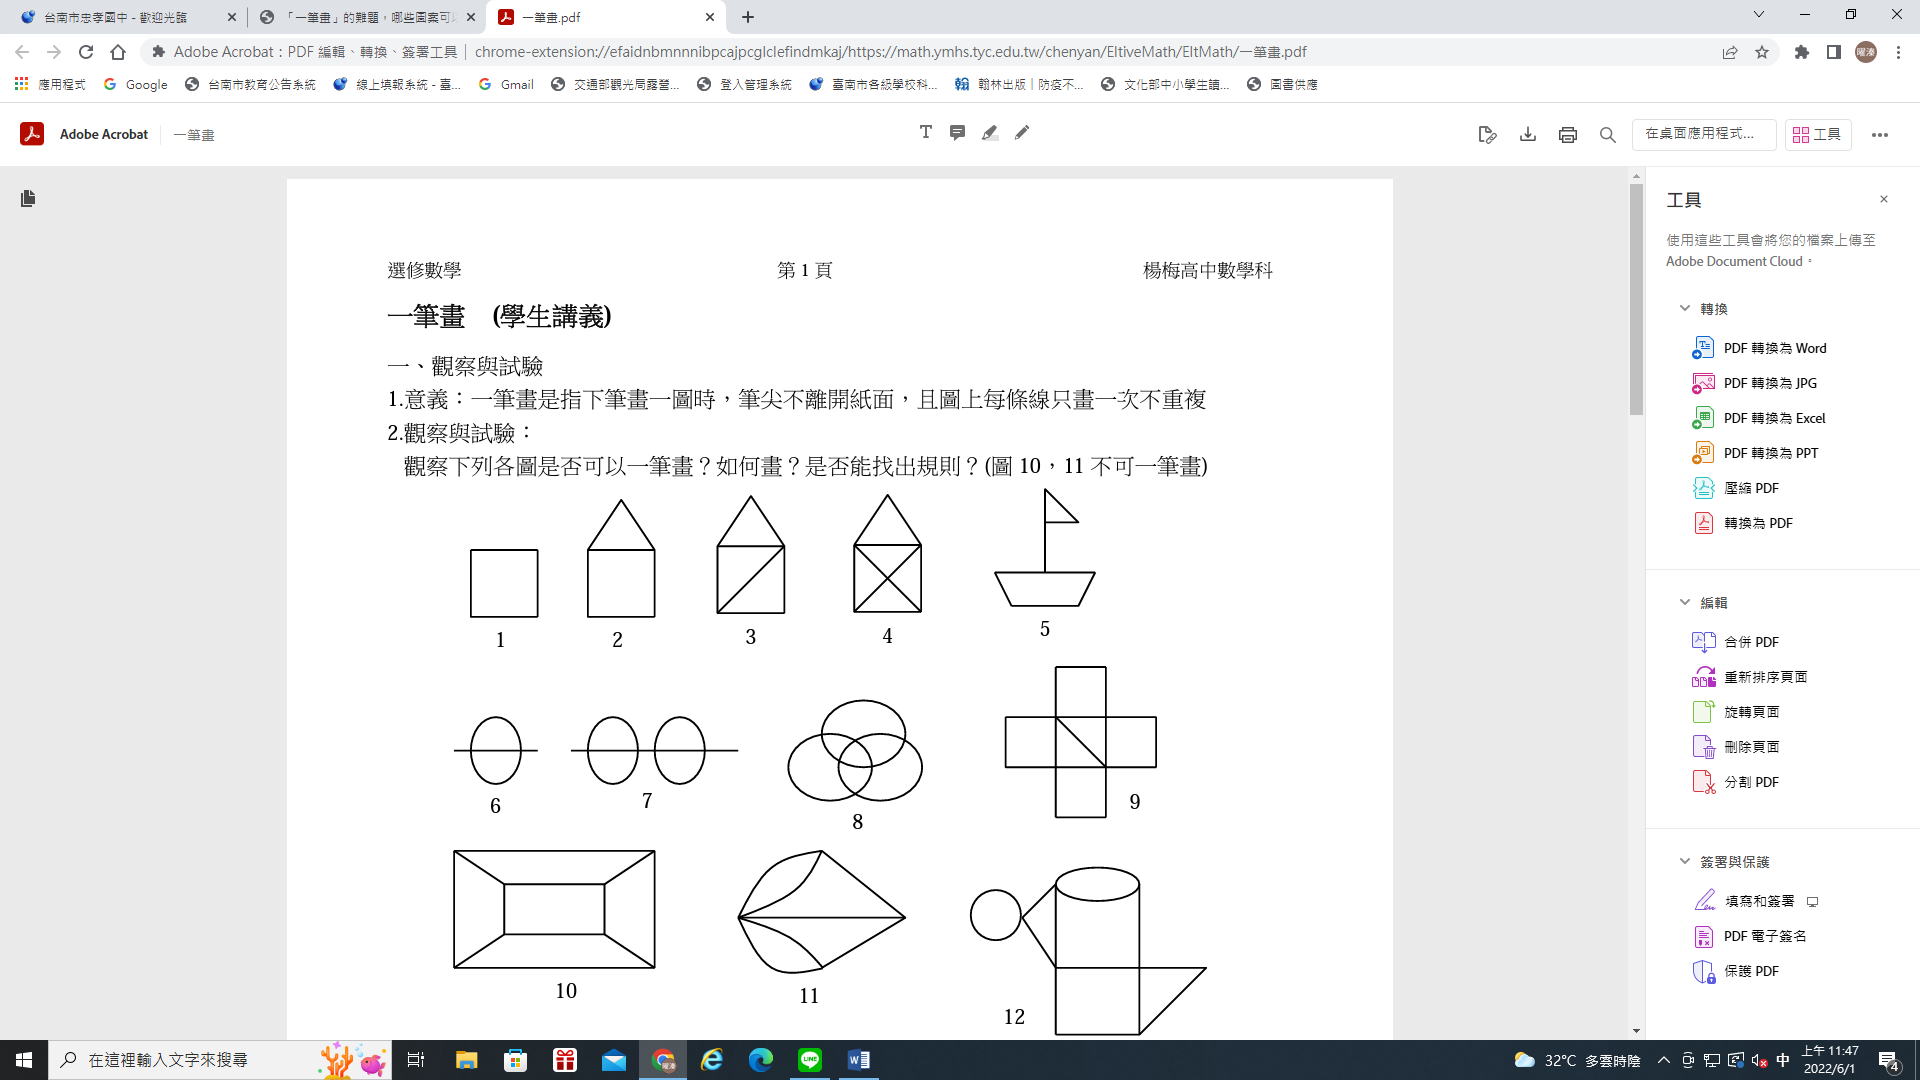 台南市忠孝國中 - 歡迎光臨
「一筆畫」的難題，哪些圖案可以
一筆畫.pdf
Adobe Acrobat：PDF 編輯、轉換、簽署工具 | chrome-extension://efaidnbmnnnibpcajpcglclefindmkaj/https://math.ymhs.tyc.edu.tw/chenyan/EltiveMath/EltMath/一筆畫.pdf
應用程式 Google 台南市教育公告系統 線上填報系統 - 臺... Gmail 交通部觀光局露營... 登入管理系統 臺南市各級學校科... 翰林出版｜防疫不... 文化部中小學生讀... 圖書供應
Adobe Acrobat 一筆畫
在桌面應用程式...
工具
選修數學 第 1 頁 楊梅高中數學科
一筆畫 (學生講義)
一、觀察與試驗
1.意義：一筆畫是指下筆畫一圖時，筆尖不離開紙面，且圖上每條線只畫一次不重複
2.觀察與試驗：
觀察下列各圖是否可以一筆畫？如何畫？是否能找出規則？(圖 10，11 不可一筆畫)
1 2 3 4 5
6 7 8 9
10 11 12
工具
使用這些工具會將您的檔案上傳至
Adobe Document Cloud。
轉換
PDF 轉換為 Word
PDF 轉換為 JPG
PDF 轉換為 Excel
PDF 轉換為 PPT
壓縮 PDF
轉換為 PDF
編輯
合併 PDF
重新排序頁面
旋轉頁面
刪除頁面
分割 PDF
簽署與保護
填寫和簽署
PDF 電子簽名
保護 PDF
在這裡輸入文字來搜尋
32°C 多雲時陰
中
上午 11:47
2022/6/1
4